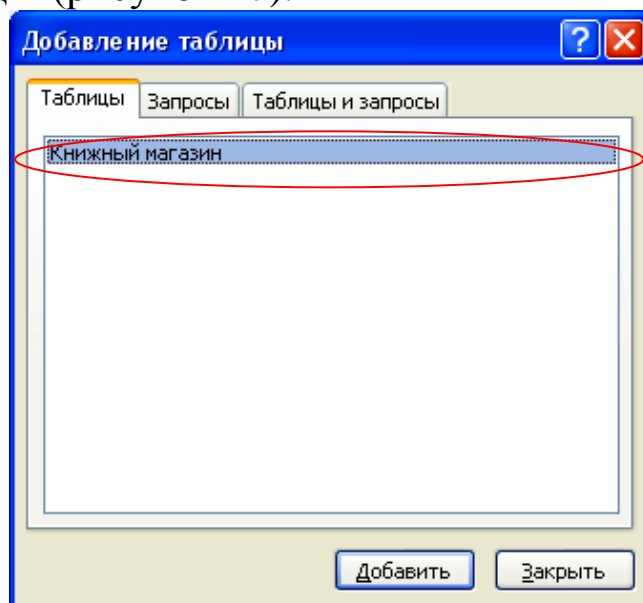 Добавление таблицы
Таблицы Запросы Таблицы и запросы
Книжный магазин
Добавить Закрыть